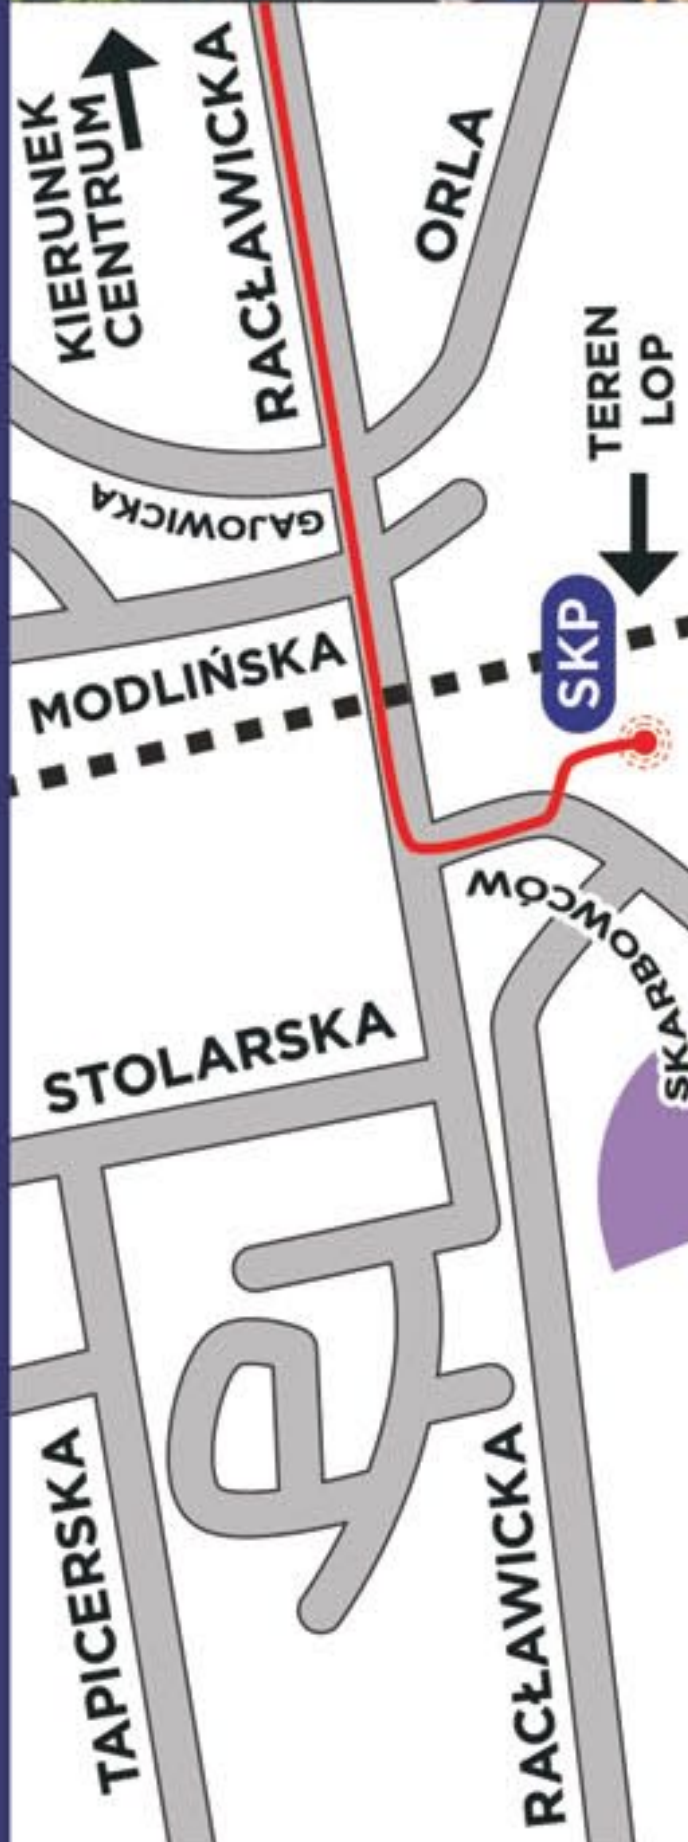 KIERUNEK
CENTRUM
RACŁAWICKA
ORLA
TEREN
LOP
GAJOWICKA
SKP
MODLIŃSKA
SKARBOWCÓW
STOLARSKA
TAPICERSKA
RACŁAWICKA